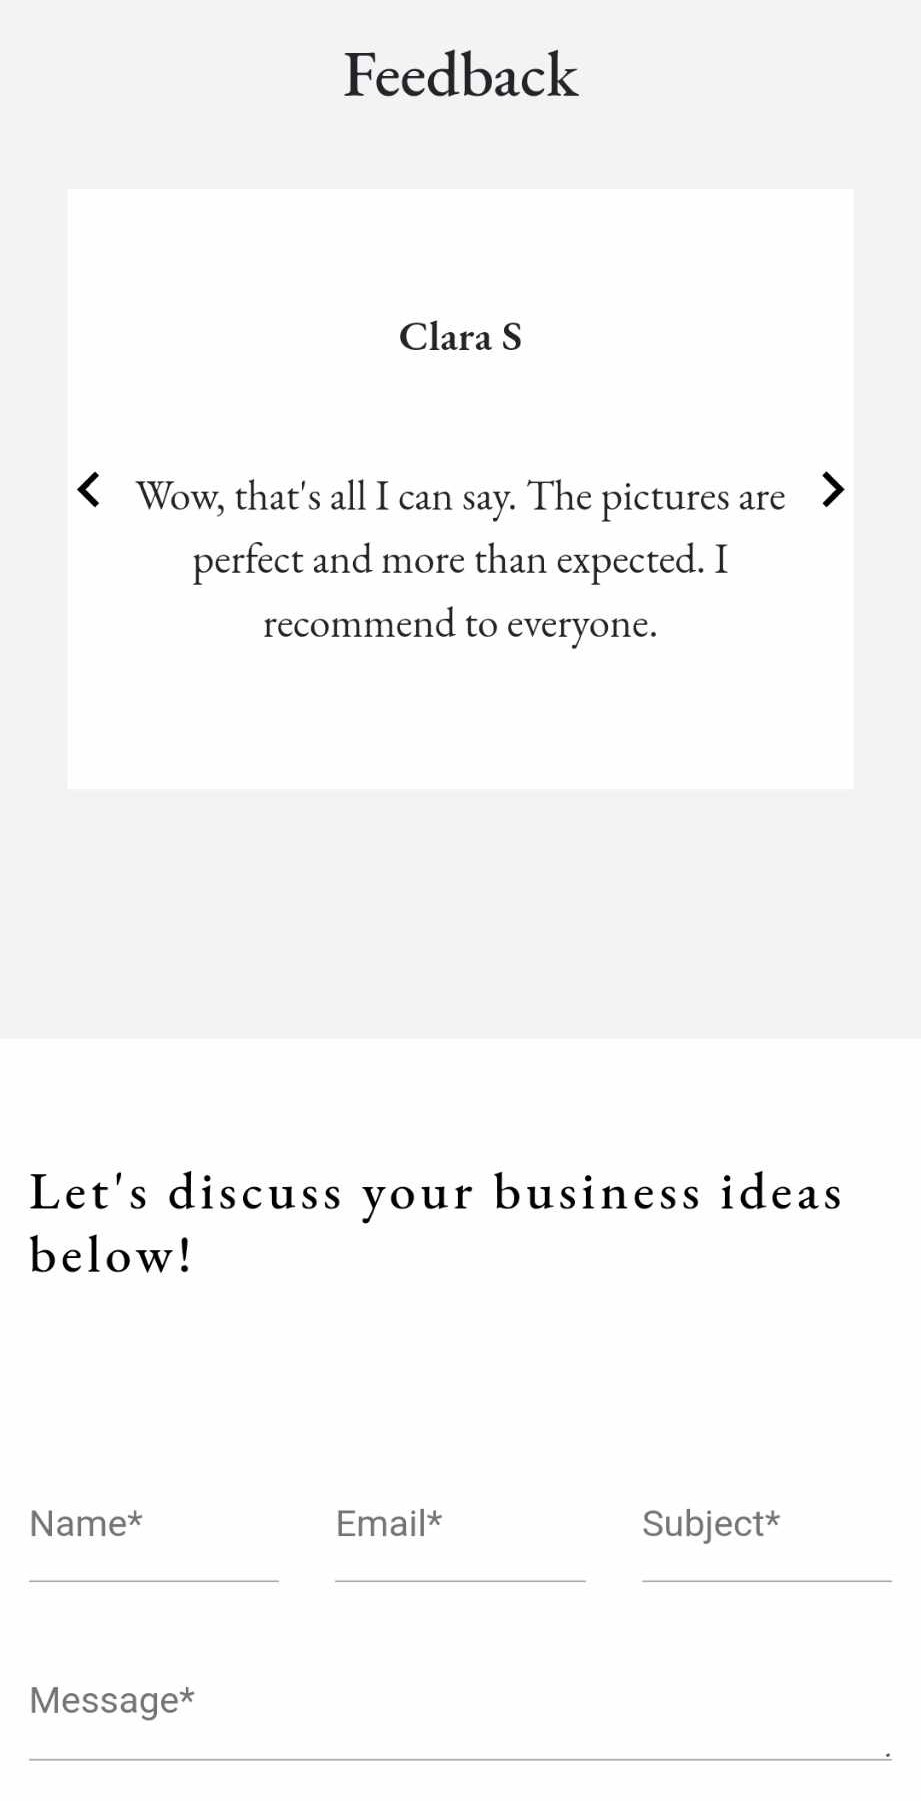 Feedback
Clara S
Wow, that's all I can say. The pictures are
perfect and more than expected. I
recommend to everyone.
Let's discuss your business ideas
below!
Name* Email* Subject*
Message*